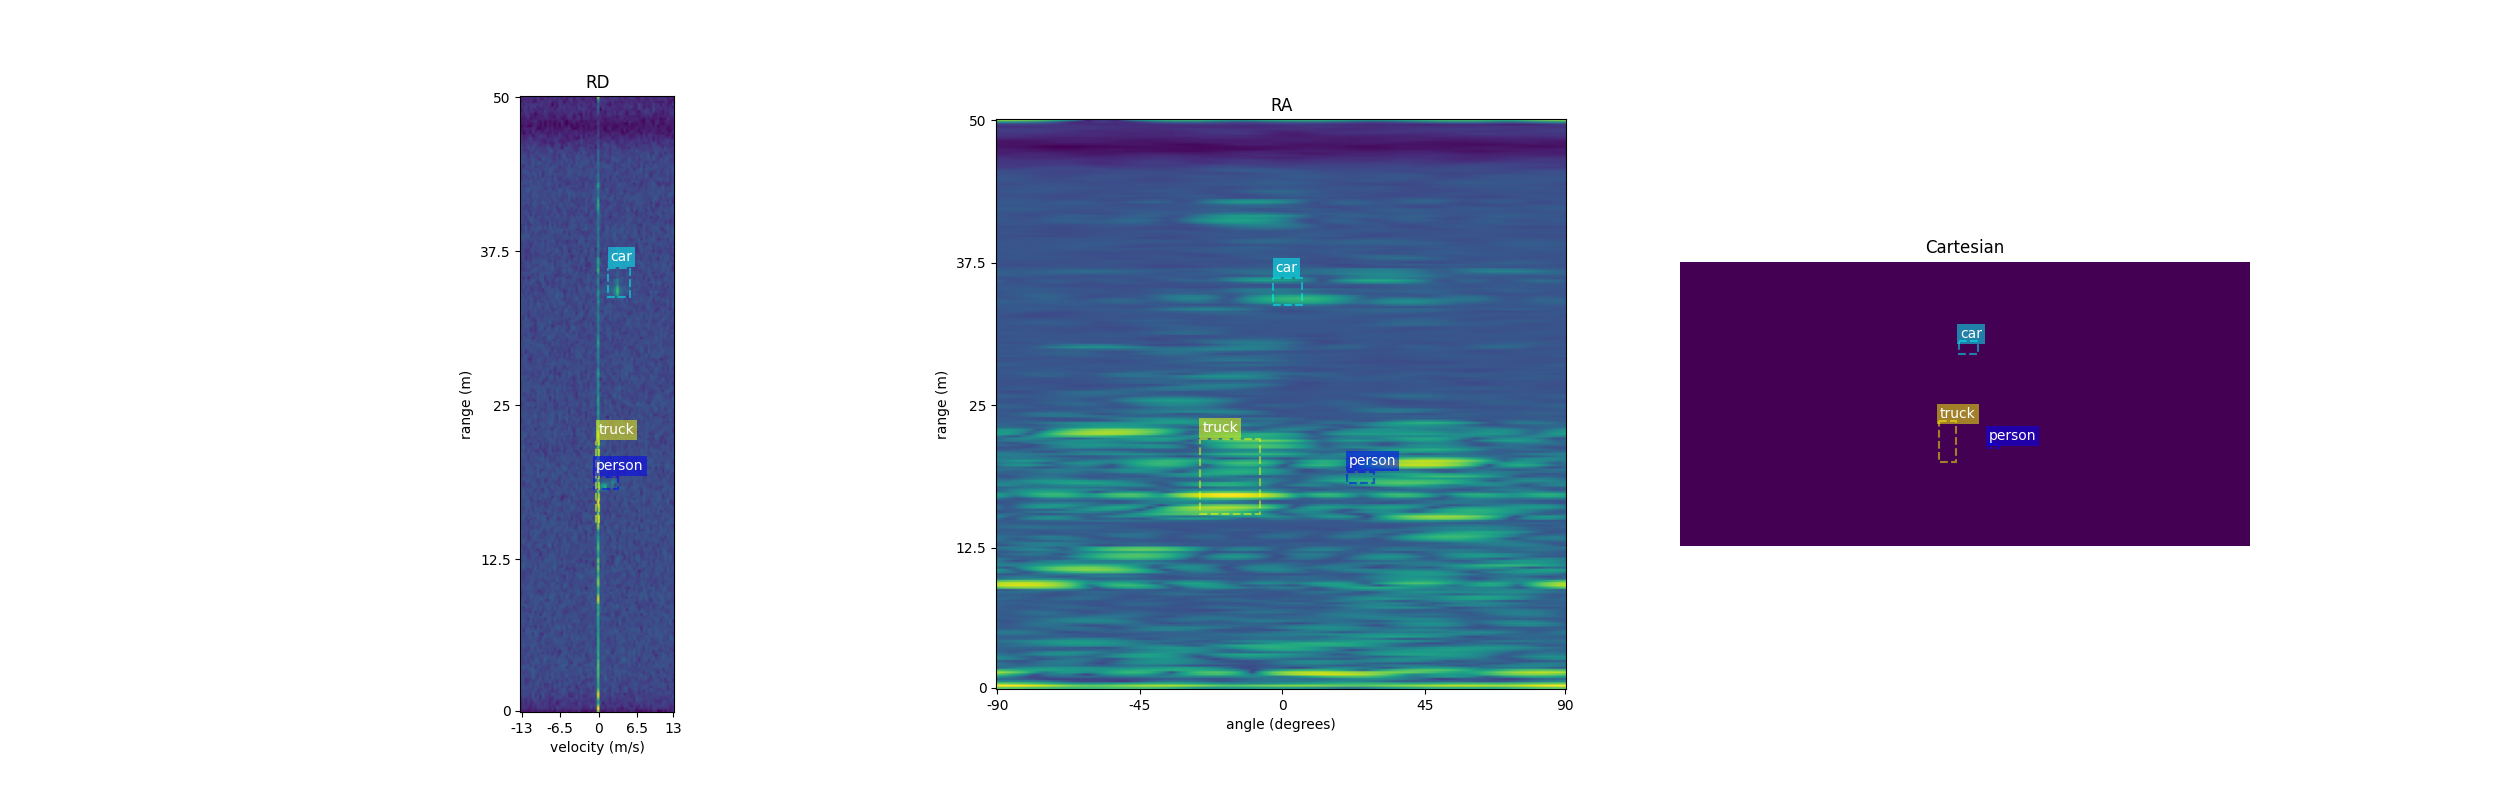 RD
50
37.5
25
12.5
0
range (m)
car
truck
person
-13 -6.5 0 6.5 13
velocity (m/s)
RA
50
37.5
25
12.5
0
range (m)
car
truck
person
-90 -45 0 45 90
angle (degrees)
Cartesian
car
truck
person